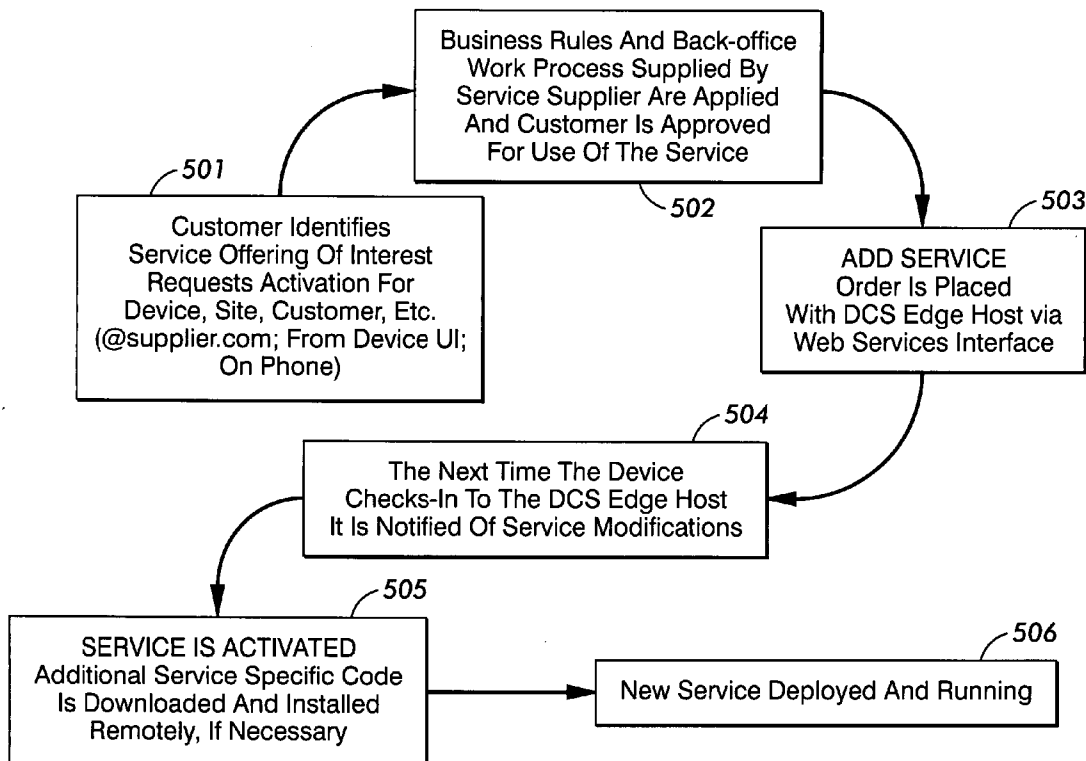 501
Customer Identifies
Service Offering Of Interest
Requests Activation For
Device, Site, Customer, Etc.
(@supplier.com; From Device UI;
On Phone)
Business Rules And Back-office
Work Process Supplied By
Service Supplier Are Applied
And Customer Is Approved
For Use Of The Service
502
503
ADD SERVICE
Order Is Placed
With DCS Edge Host via
Web Services Interface
504
The Next Time The Device
Checks-In To The DCS Edge Host
It Is Notified Of Service Modifications
505
SERVICE IS ACTIVATED
Additional Service Specific Code
Is Downloaded And Installed
Remotely, If Necessary
506
New Service Deployed And Running